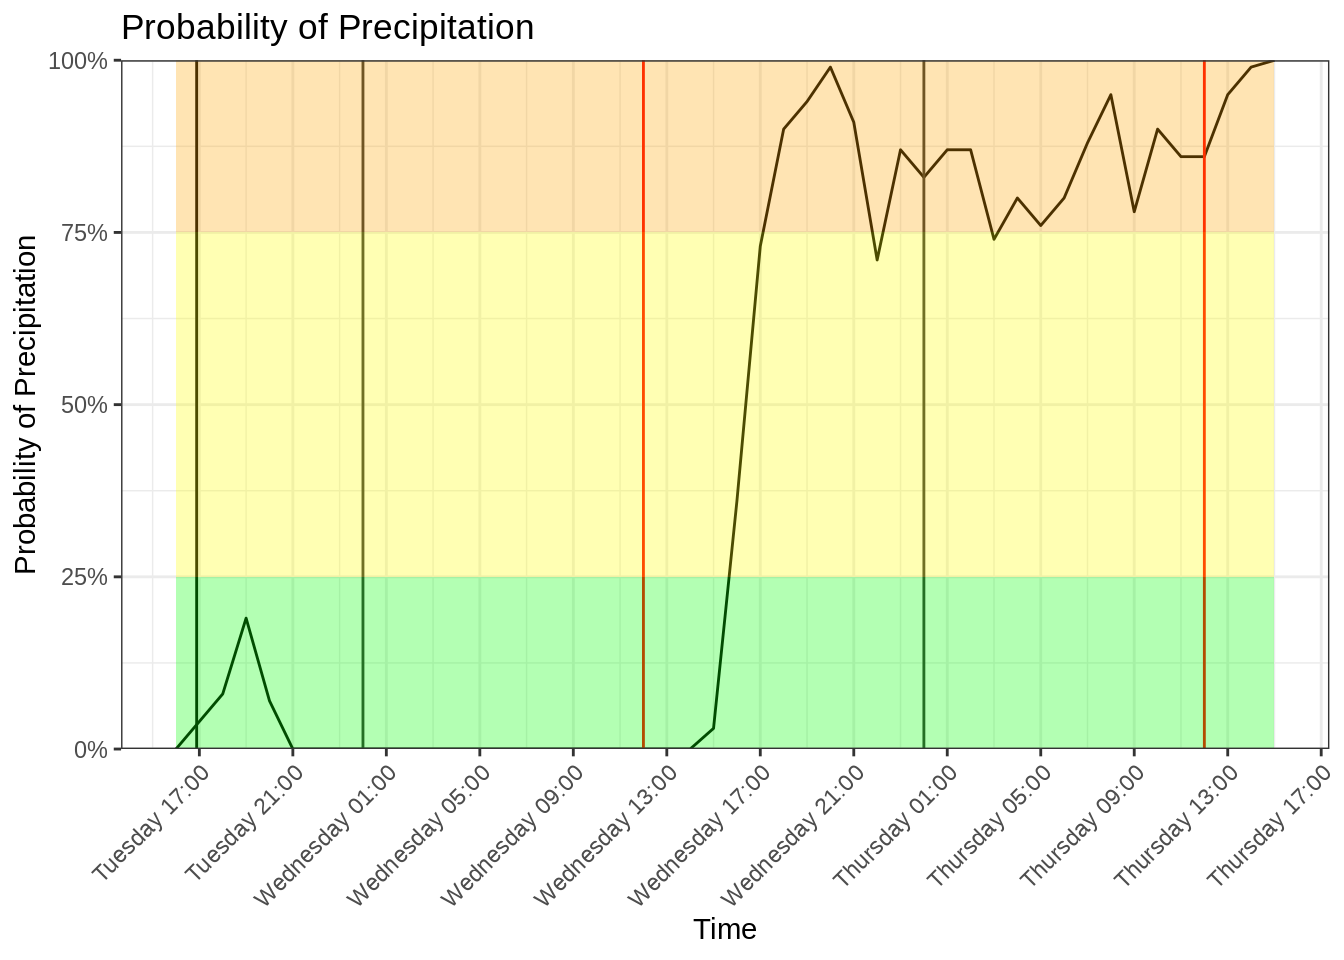 Probability of Precipitation
Probability of Precipitation
100%
75%
50%
25%
0%
Tuesday 17:00
Tuesday 21:00
Wednesday 01:00
Wednesday 05:00
Wednesday 09:00
Wednesday 13:00
Wednesday 17:00
Wednesday 21:00
Thursday 01:00
Thursday 05:00
Thursday 09:00
Thursday 13:00
Thursday 17:00
Time